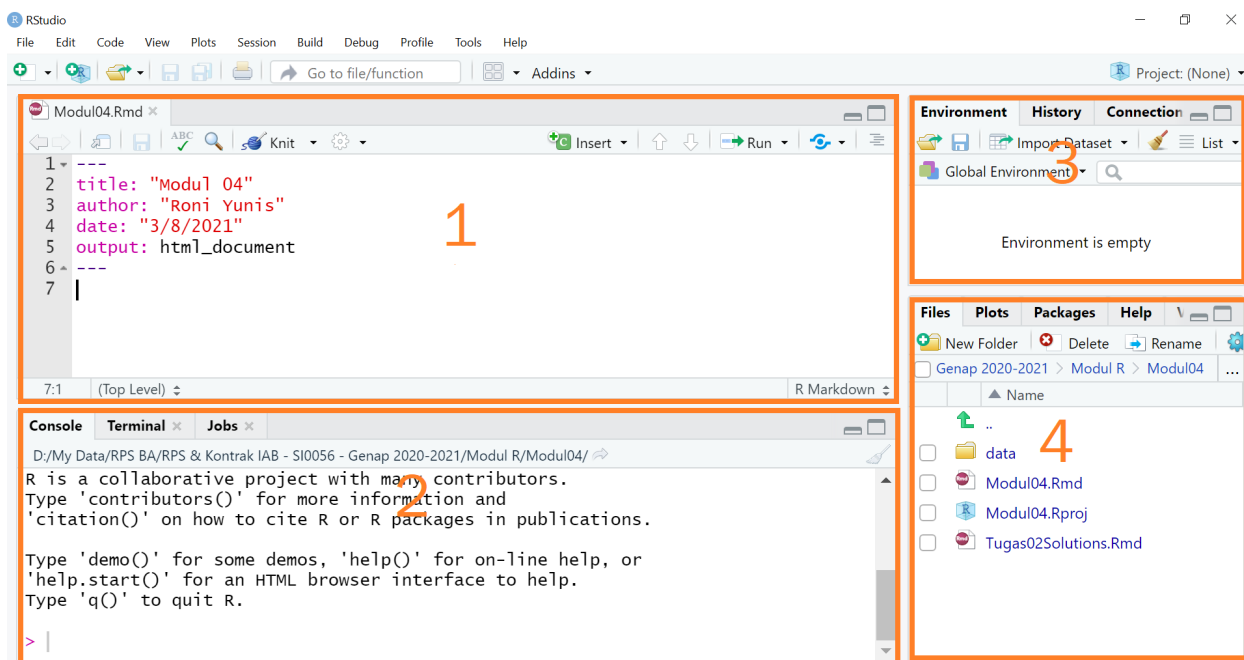 RStudio
File Edit Code View Plots Session Build Debug Profile Tools Help
Go to file/function Addins Project: (None)
Modul04.Rmd
ABC Knit Insert Run
1 ---
2 title: "Modul 04"
3 author: "Roni Yunis"
4 date: "3/8/2021"
5 output: html_document
6 ---
7
1
7:1 (Top Level) R Markdown
Console Terminal Jobs
D:/My Data/RPS BA/RPS & Kontrak IAB - SI0056 - Genap 2020-2021/Modul R/Modul04/
R is a collaborative project with many contributors.
Type 'contributors()' for more information and
2
'citation()' on how to cite R or R packages in publications.
Type 'demo()' for some demos, 'help()' for on-line help, or
'help.start()' for an HTML browser interface to help.
Type 'q()' to quit R.
>
Environment History Connection
Import Dataset List
3
Global Environment
Environment is empty
Files Plots Packages Help
New Folder Delete Rename
Genap 2020-2021 > Modul R > Modul04 ...
Name
..
4
data
Modul04.Rmd
Modul04.Rproj
Tugas02Solutions.Rmd